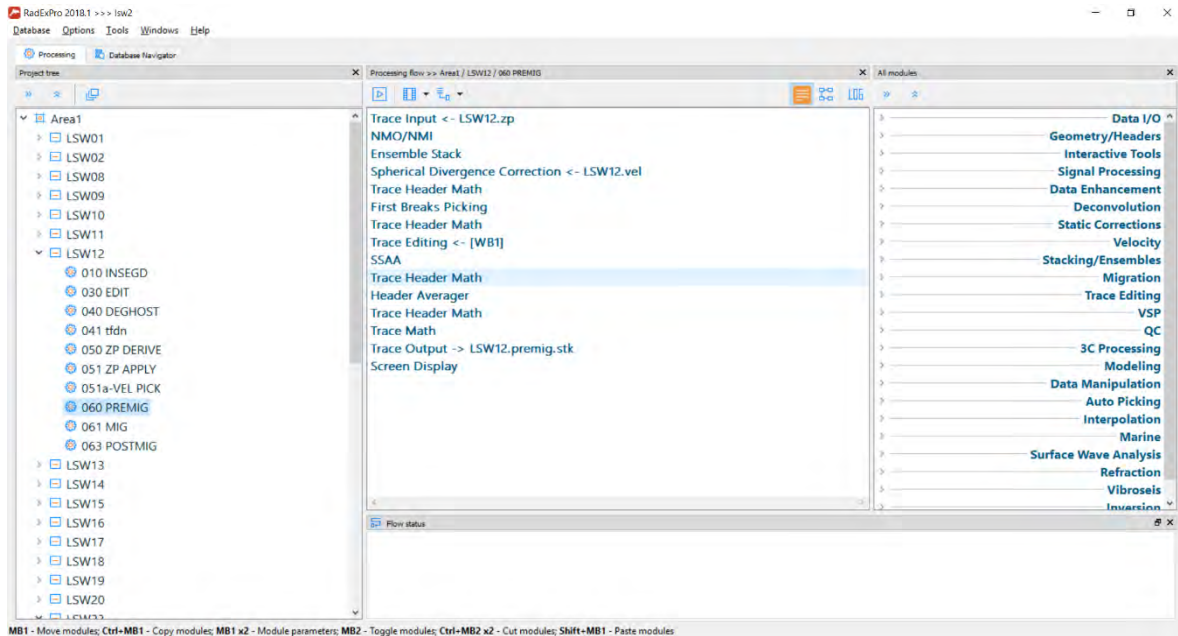 RadExPro 2018.1 >>> lsw2
Database Options Tools Windows Help
Processing Database Navigator
Project tree
Area1
LSW01
LSW02
LSW08
LSW09
LSW10
LSW11
LSW12
010 INSEGD
030 EDIT
040 DEGHOST
041 tfdn
050 ZP DERIVE
051 ZP APPLY
051a-VEL PICK
060 PREMIG
061 MIG
063 POSTMIG
LSW13
LSW14
LSW15
LSW16
LSW17
LSW18
LSW19
LSW20
Processing flow >> Area1 / LSW12 / 060 PREMIG
LOG
Trace Input <- LSW12.zp
NMO/NMI
Ensemble Stack
Spherical Divergence Correction <- LSW12.vel
Trace Header Math
First Breaks Picking
Trace Header Math
Trace Editing <- [WB1]
SSAA
Trace Header Math
Header Averager
Trace Header Math
Trace Math
Trace Output -> LSW12.premig.stk
Screen Display
Flow status
All modules
Data I/O
Geometry/Headers
Interactive Tools
Signal Processing
Data Enhancement
Deconvolution
Static Corrections
Velocity
Stacking/Ensembles
Migration
Trace Editing
VSP
QC
3C Processing
Modeling
Data Manipulation
Auto Picking
Interpolation
Marine
Surface Wave Analysis
Refraction
Vibroseis
Inversion
MB1 - Move modules; Ctrl+MB1 - Copy modules; MB1 x2 - Module parameters; MB2 - Toggle modules; Ctrl+MB2 x2 - Cut modules; Shift+MB1 - Paste modules